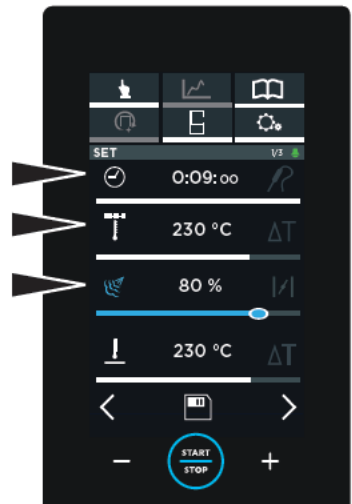 SET 1/3
0:09:00
230 °C ΔT
80 %
230 °C ΔT
START
STOP
− +